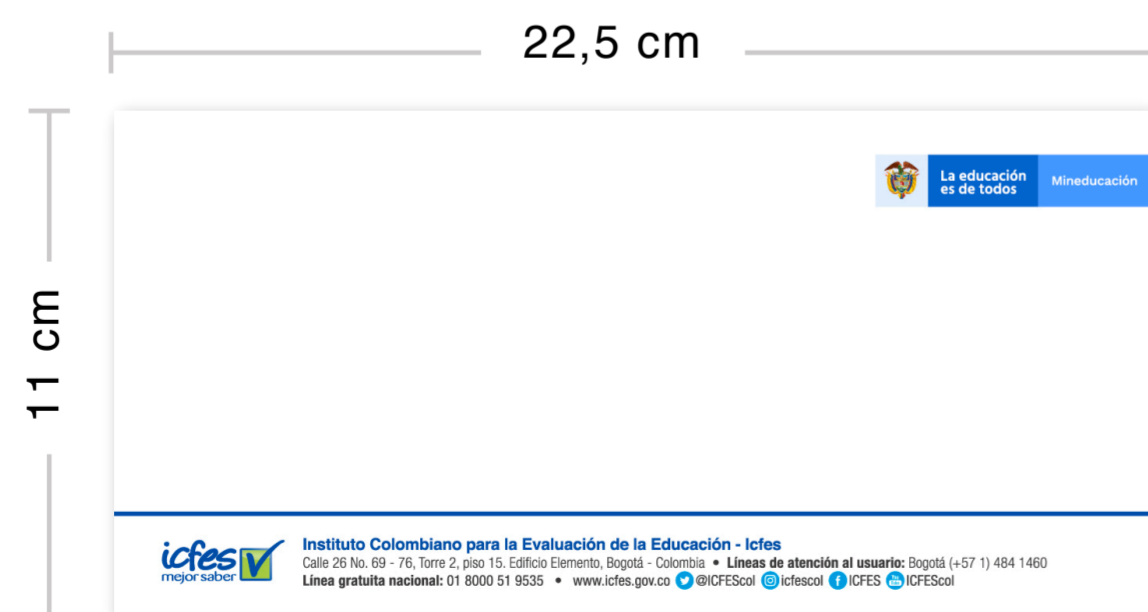 22,5 cm
11 cm
La educación
es de todos
Mineducación
icfes
mejor saber
Instituto Colombiano para la Evaluación de la Educación - Icfes
Calle 26 No. 69 - 76, Torre 2, piso 15. Edificio Elemento, Bogotá - Colombia • Líneas de atención al usuario: Bogotá (+57 1) 484 1460
Línea gratuita nacional: 01 8000 51 9535 • www.icfes.gov.co @ICFEScol icfescol ICFES ICFEScol